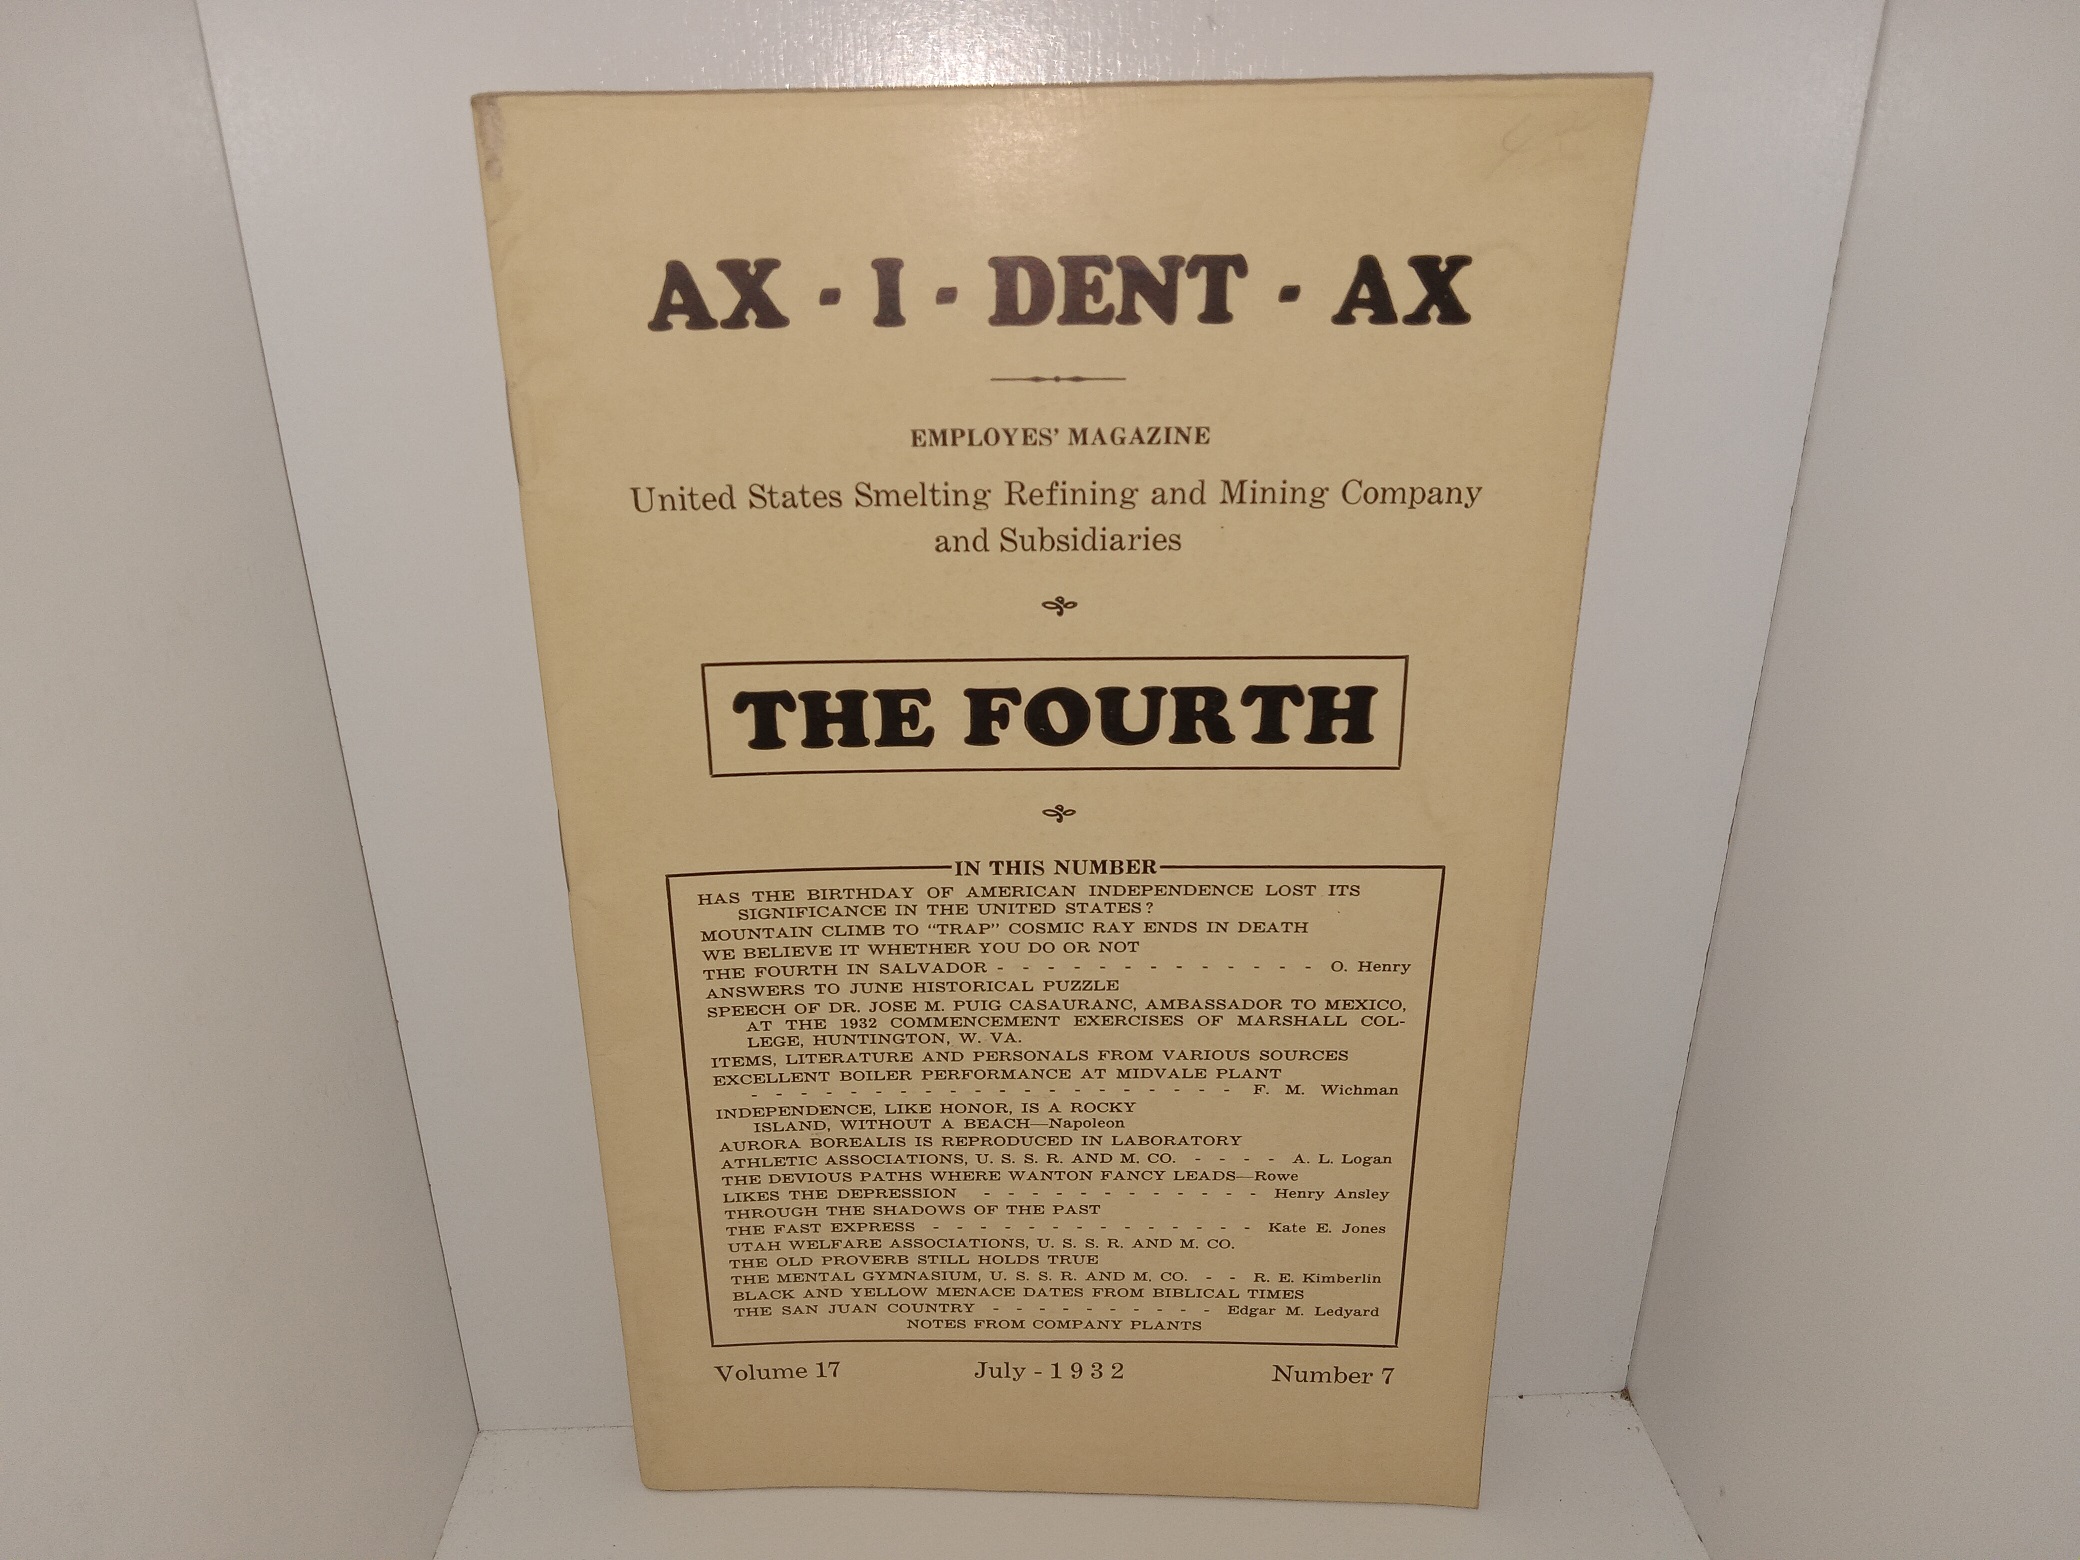 AX - I - DENT - AX
EMPLOYES' MAGAZINE
United States Smelting Refining and Mining Company
and Subsidiaries
THE FOURTH
IN THIS NUMBER
HAS THE BIRTHDAY OF AMERICAN INDEPENDENCE LOST ITS
SIGNIFICANCE IN THE UNITED STATES?
MOUNTAIN CLIMB TO "TRAP" COSMIC RAY ENDS IN DEATH
WE BELIEVE IT WHETHER YOU DO OR NOT
THE FOURTH IN SALVADOR - - - - - - - - - - - - - O. Henry
ANSWERS TO JUNE HISTORICAL PUZZLE
SPEECH OF DR. JOSE M. PUIG CASAURANC, AMBASSADOR TO MEXICO,
AT THE 1932 COMMENCEMENT EXERCISES OF MARSHALL COL-
LEGE, HUNTINGTON, W. VA.
ITEMS, LITERATURE AND PERSONALS FROM VARIOUS SOURCES
EXCELLENT BOILER PERFORMANCE AT MIDVALE PLANT
- - - - - - - - - - - - - - - - - - - - F. M. Wichman
INDEPENDENCE, LIKE HONOR, IS A ROCKY
ISLAND, WITHOUT A BEACH—Napoleon
AURORA BOREALIS IS REPRODUCED IN LABORATORY
ATHLETIC ASSOCIATIONS, U. S. S. R. AND M. CO. - - - - A. L. Logan
THE DEVIOUS PATHS WHERE WANTON FANCY LEADS—Rowe
LIKES THE DEPRESSION - - - - - - - - - - - - Henry Ansley
THROUGH THE SHADOWS OF THE PAST
THE FAST EXPRESS - - - - - - - - - - - - - - Kate E. Jones
UTAH WELFARE ASSOCIATIONS, U. S. S. R. AND M. CO.
THE OLD PROVERB STILL HOLDS TRUE
THE MENTAL GYMNASIUM, U. S. S. R. AND M. CO. - - R. E. Kimberlin
BLACK AND YELLOW MENACE DATES FROM BIBLICAL TIMES
THE SAN JUAN COUNTRY - - - - - - - - - - Edgar M. Ledyard
NOTES FROM COMPANY PLANTS
Volume 17 July - 1932 Number 7